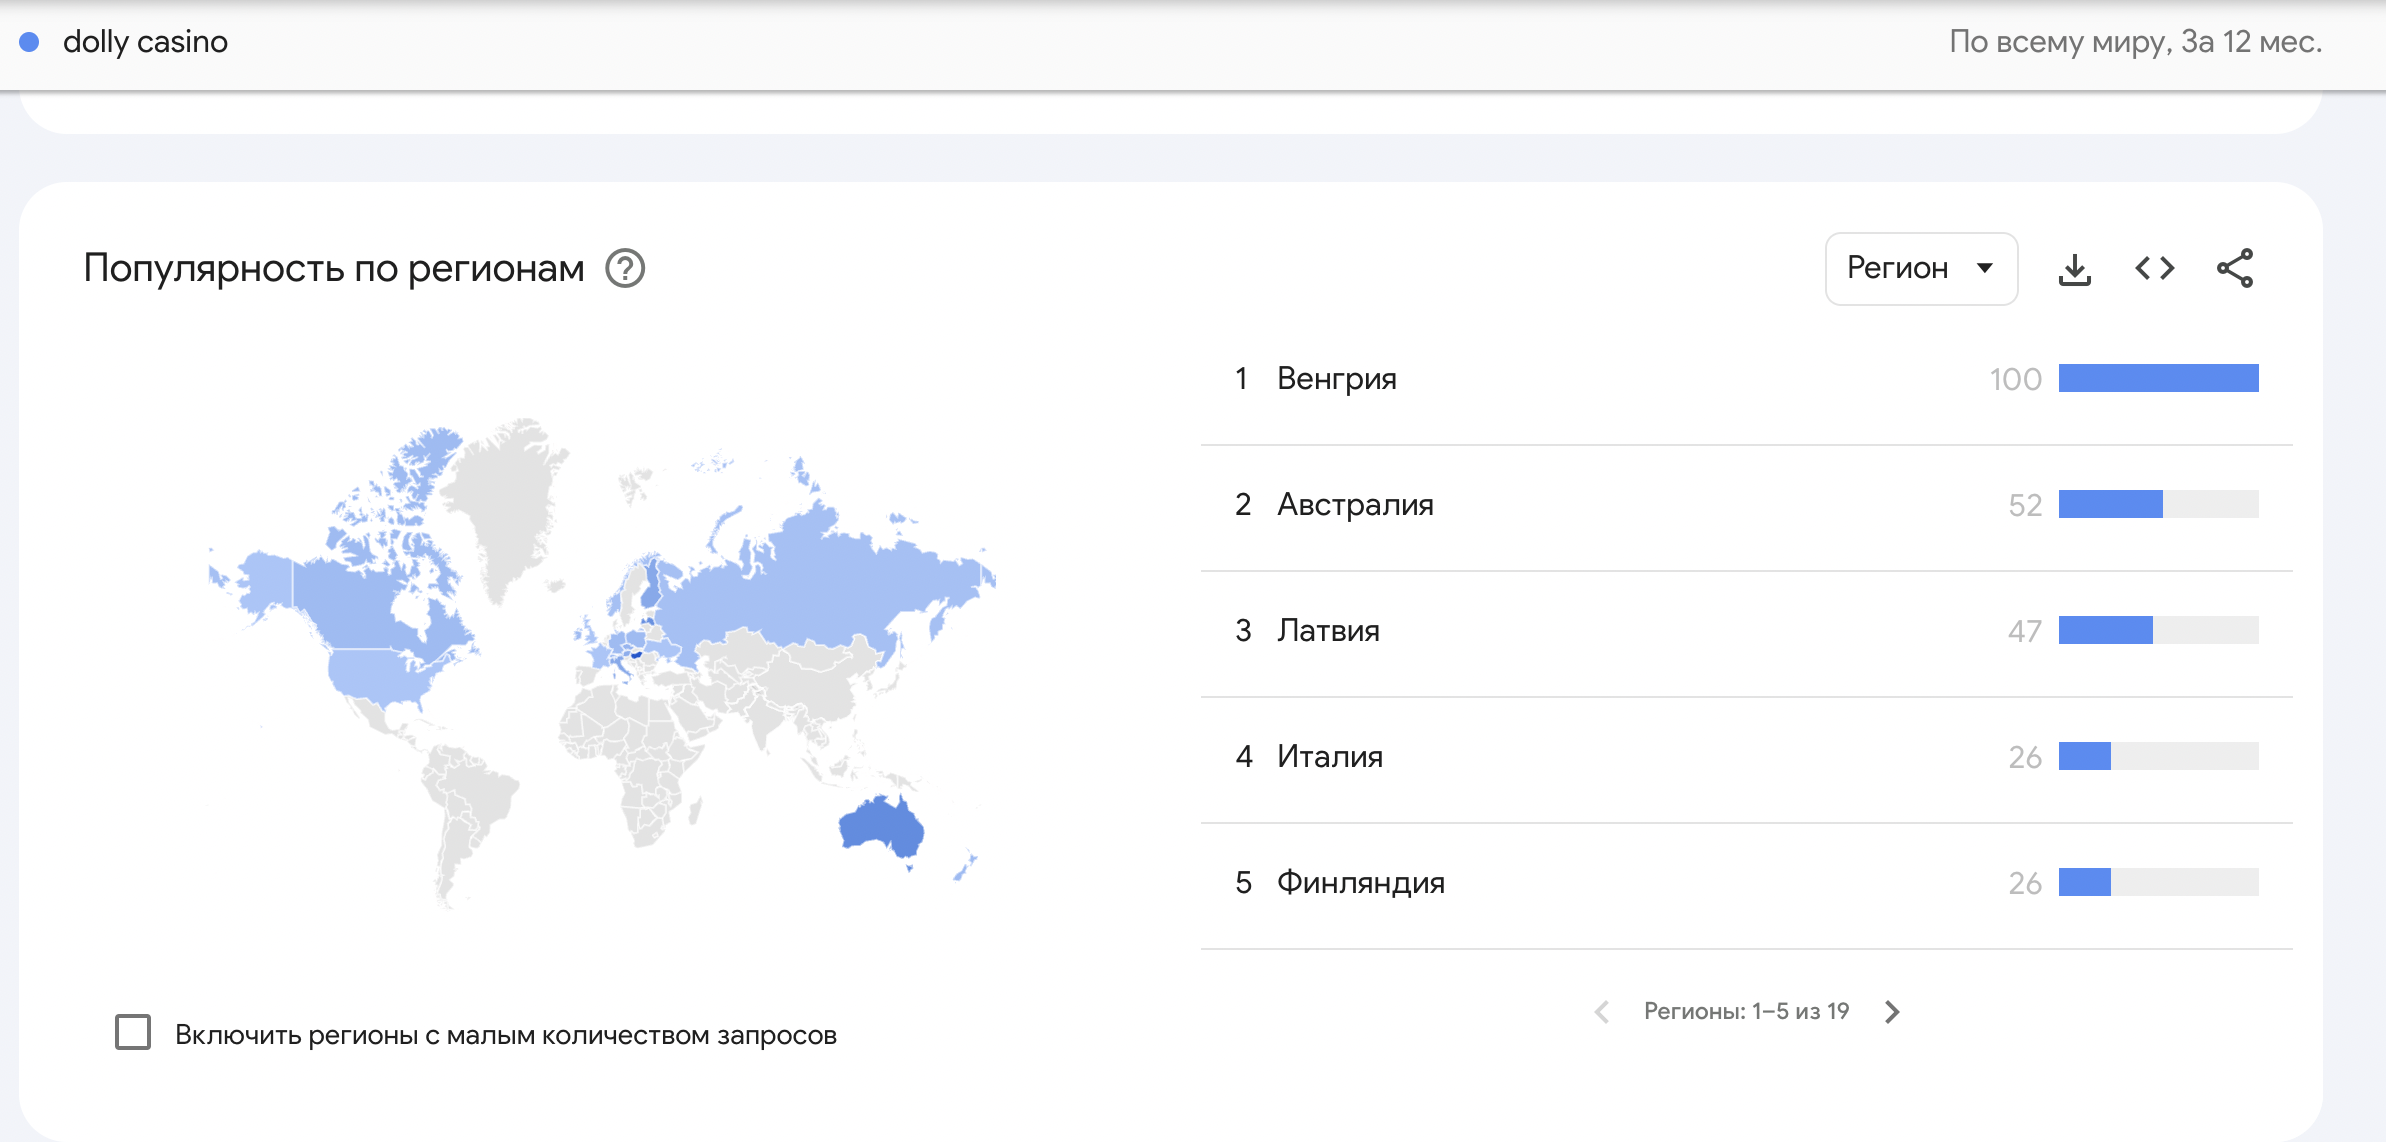 dolly casino
По всему миру, За 12 мес.
Популярность по регионам
Регион
1 Венгрия 100
2 Австралия 52
3 Латвия 47
4 Италия 26
5 Финляндия 26
Включить регионы с малым количеством запросов
Регионы: 1–5 из 19